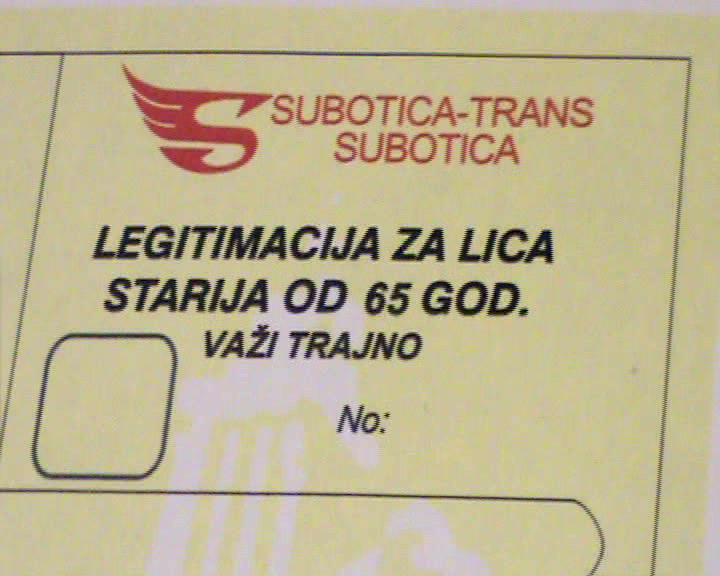 SUBOTICA-TRANS
SUBOTICA
LEGITIMACIJA ZA LICA
STARIJA OD 65 GOD.
VAŽI TRAJNO
No: